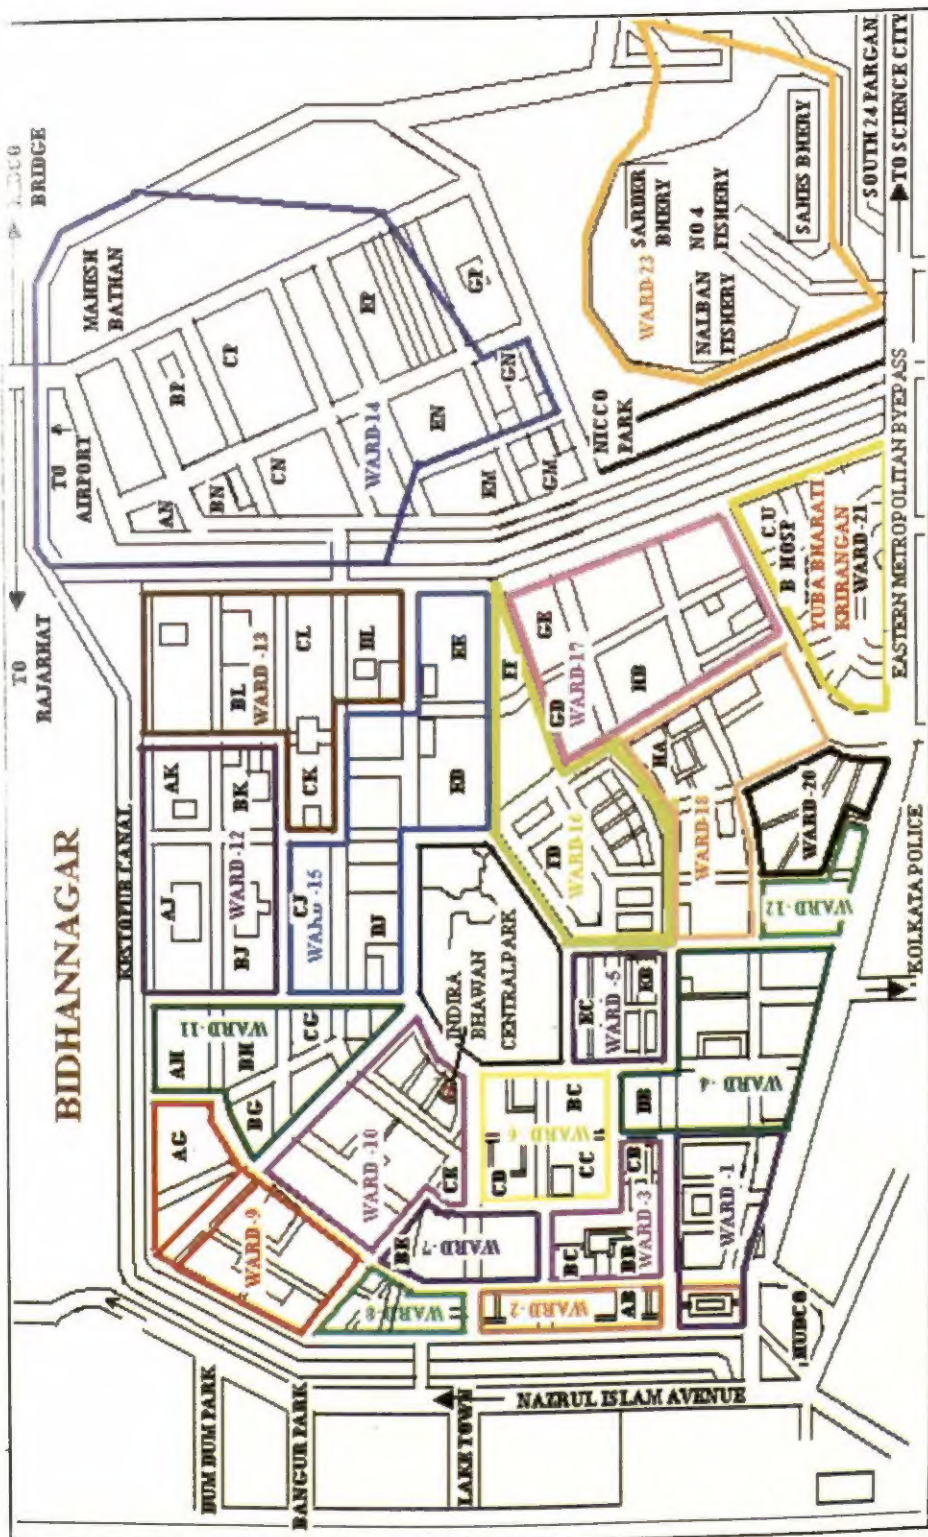 BIDHANNAGAR
TO
RAJARHAT
KESTOPUR CANAL
BRIDGE
MAHESH
BATHAN
TO
AIRPORT
AN
BN
CN
BP
CP
EP
GP
WARD-14
EN
GN
EM
GM
NICCO
PARK
WARD-23
SARDER
BHERY
NO 4
FISHERY
NALBAN
FISHERY
SAHES BHERY
SOUTH 24 PARGAN
TO SCIENCE CITY
EASTERN METROPOLITAN BYEPASS
C.U
B HOSP
YUBA BHARATI
KRIRANGAN
WARD-21
BL
WARD -13
CL
DL
CK
AK
BK
AJ
BJ
WARD -12
CJ
WARD -15
DJ
EE
ED
GE
GD
WARD-17
HB
FD
WARD-16
HA
WARD-18
WARD-20
WARD-12
KOLKATA POLICE
INDIRA
BHAWAN
CENTRALPARK
EC
WARD -5
AH
WARD -11
BH
CG
BG
AG
WARD -9
WARD -10
CE
CD
BC
WARD -6
CC
WARD -4
BE
WARD -7
BC
BB
CB
WARD -3
WARD -1
WARD-8
WARD -2
AB
HUDCO
NAZRUL ISLAM AVENUE
LAKE TOWN
BANGUR PARK
DUM DUM PARK